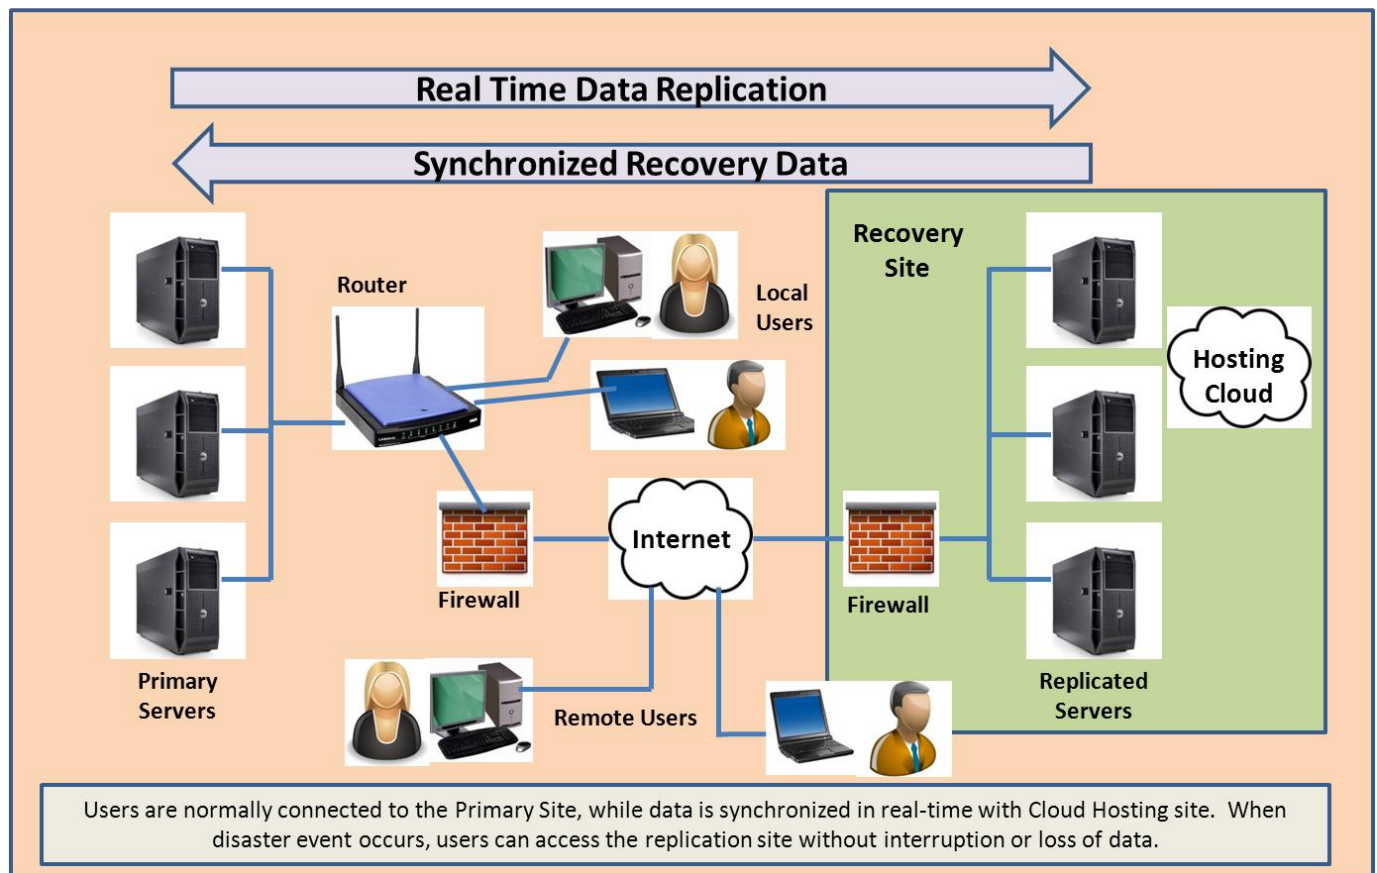 Real Time Data Replication
Synchronized Recovery Data
Recovery
Site
Router
Local
Users
Hosting
Cloud
Internet
Firewall
Firewall
Primary
Servers
Remote Users
Replicated
Servers
Users are normally connected to the Primary Site, while data is synchronized in real-time with Cloud Hosting site.  When
disaster event occurs, users can access the replication site without interruption or loss of data.